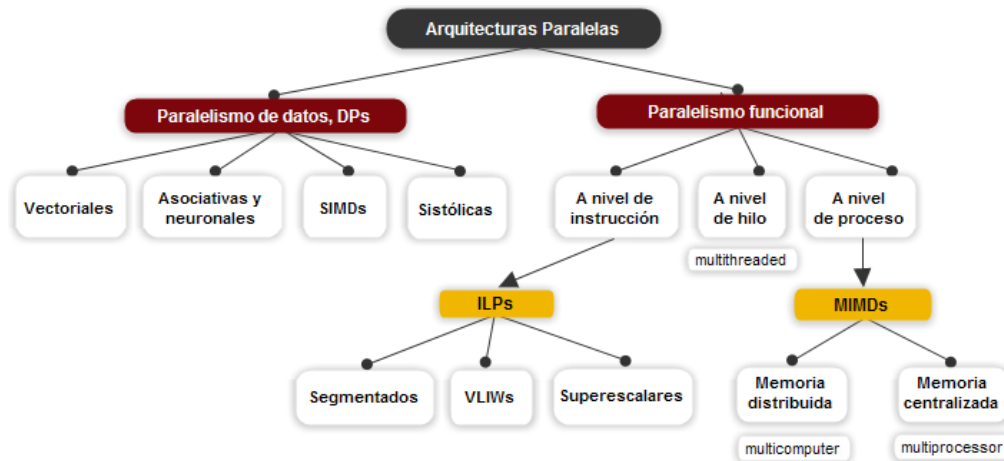 Arquitecturas Paralelas
Paralelismo de datos, DPs
Paralelismo funcional
Vectoriales
Asociativas y
neuronales
SIMDs
Sistólicas
A nivel de
instrucción
A nivel
de hilo
A nivel
de proceso
multithreaded
ILPs
MIMDs
Segmentados
VLIWs
Superescalares
Memoria
distribuida
Memoria
centralizada
multicomputer
multiprocessor